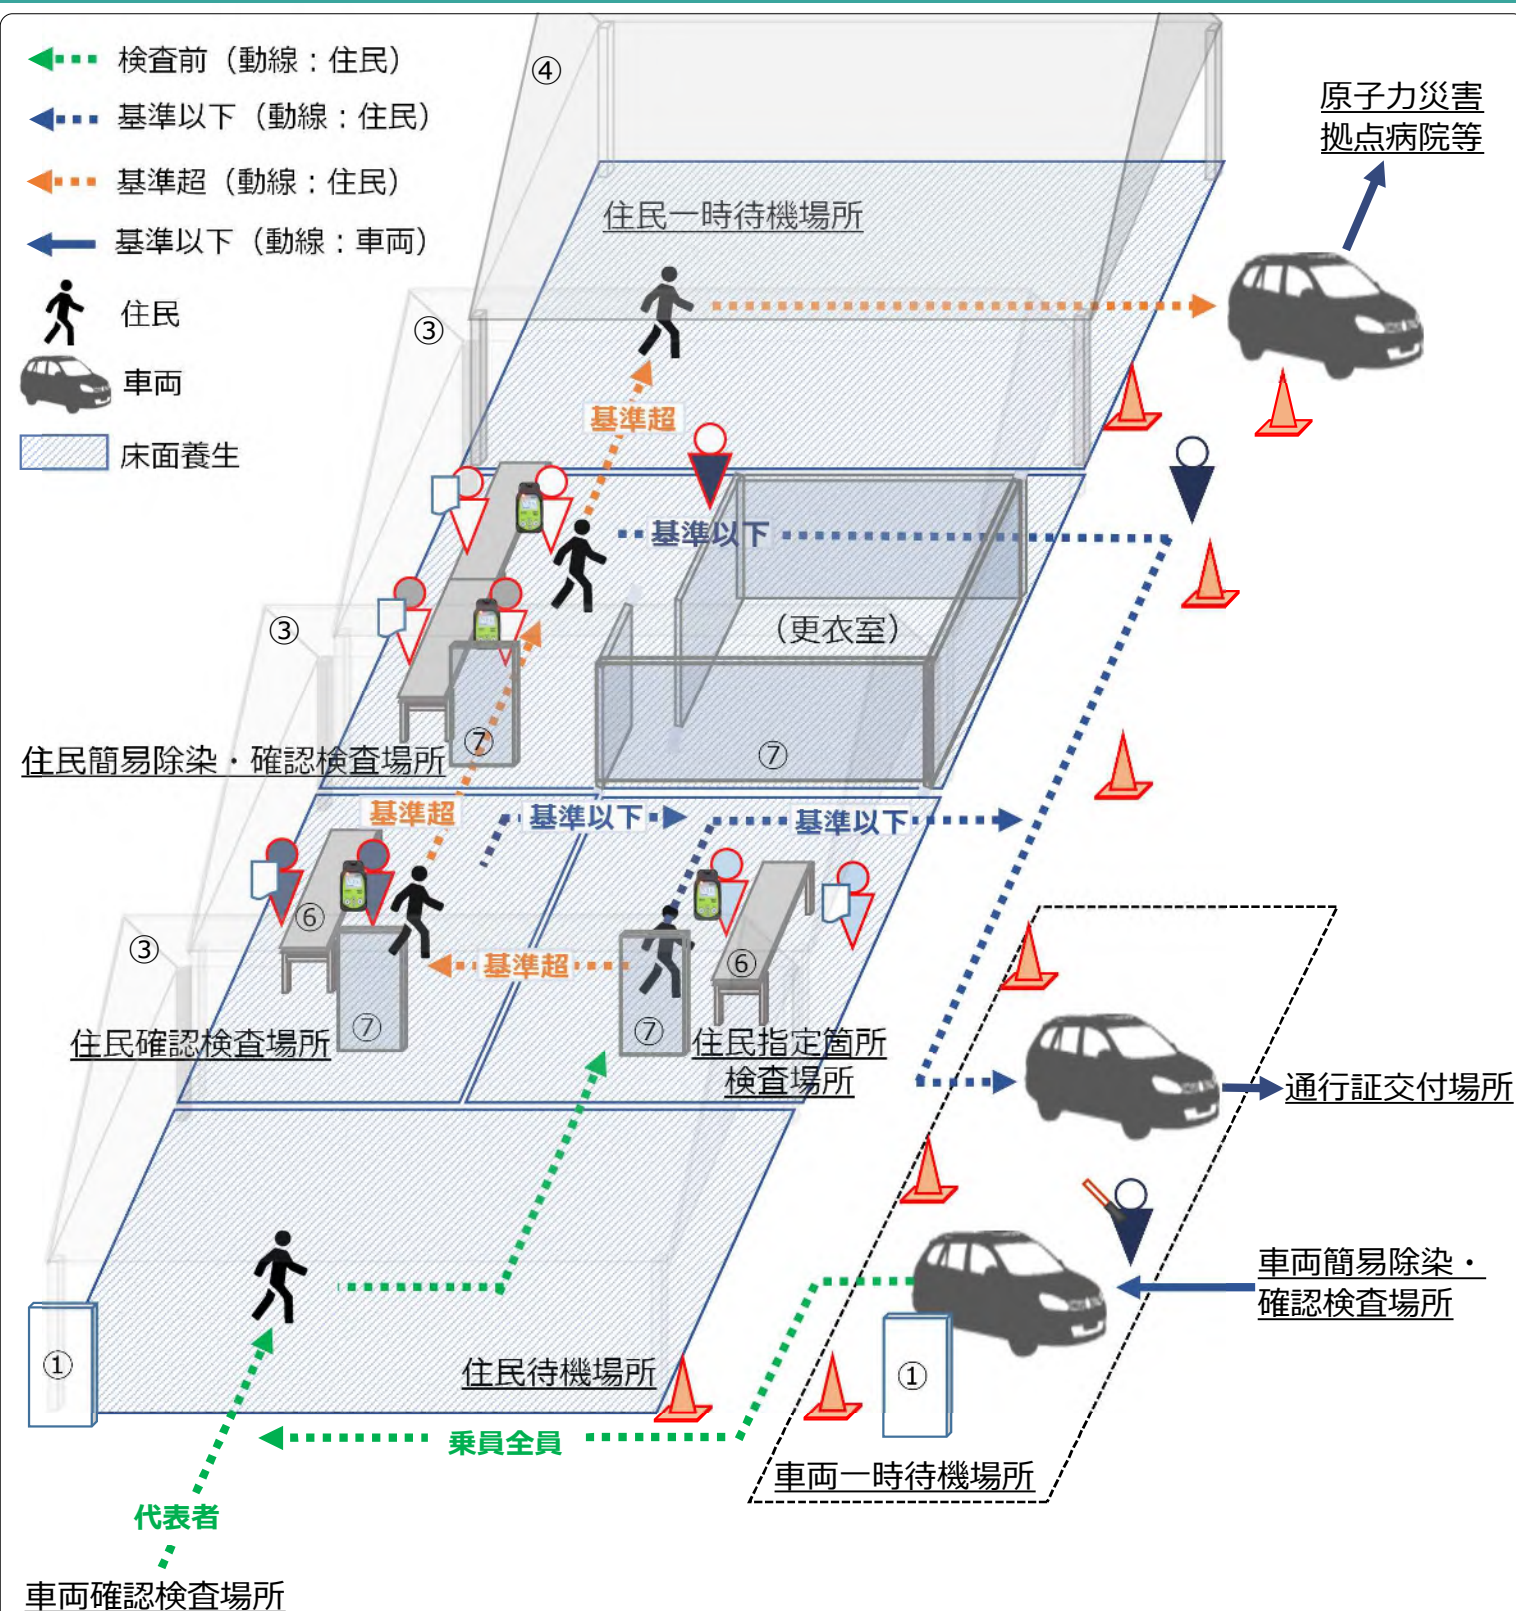 検査前（動線：住民）
基準以下（動線：住民）
基準超（動線：住民）
基準以下（動線：車両）
住民
車両
床面養生
④
原子力災害
拠点病院等
住民一時待機場所
③
基準超
基準以下
（更衣室）
③
⑦
⑦
住民簡易除染・確認検査場所
基準超
基準以下
基準以下
⑥
③
基準超
⑥
⑦
⑦
住民確認検査場所
住民指定箇所
検査場所
通行証交付場所
車両簡易除染・
確認検査場所
①
①
住民待機場所
乗員全員
車両一時待機場所
代表者
車両確認検査場所